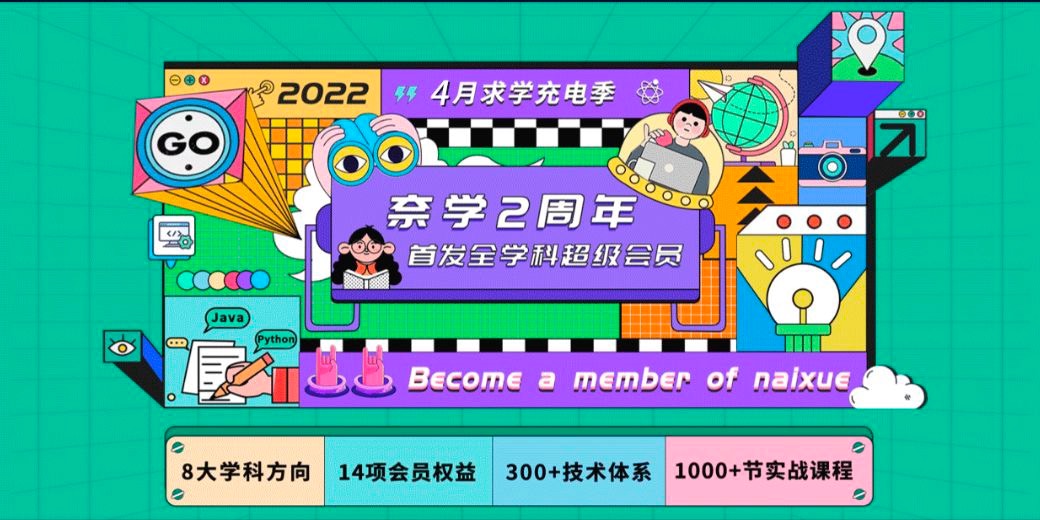 2022
4月求学充电季
GO
奈学2周年
首发全学科超级会员
</>
Java
Python
Become a member of naixue
8大学科方向
14项会员权益
300+技术体系
1000+节实战课程